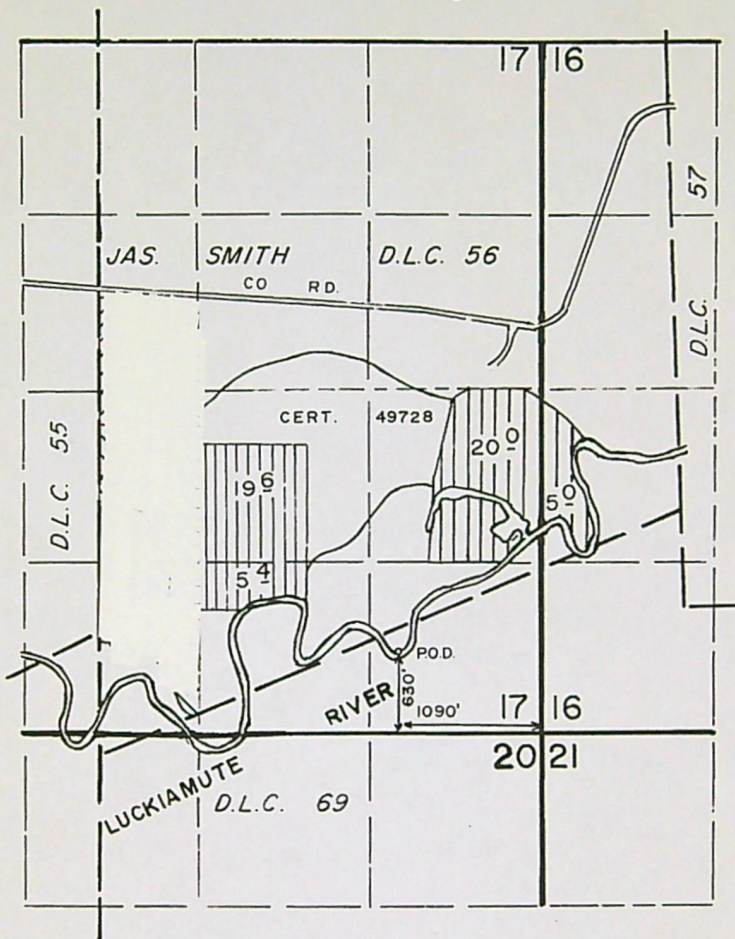 17 16
57
JAS. SMITH D.L.C. 56
CO RD.
D.L.C.
CERT. 49728
D.L.C. 55
20 0
19 6
5 0
5 4
P.O.D.
630'
RIVER
1090'
17 16
20 21
LUCKIAMUTE
D.L.C. 69